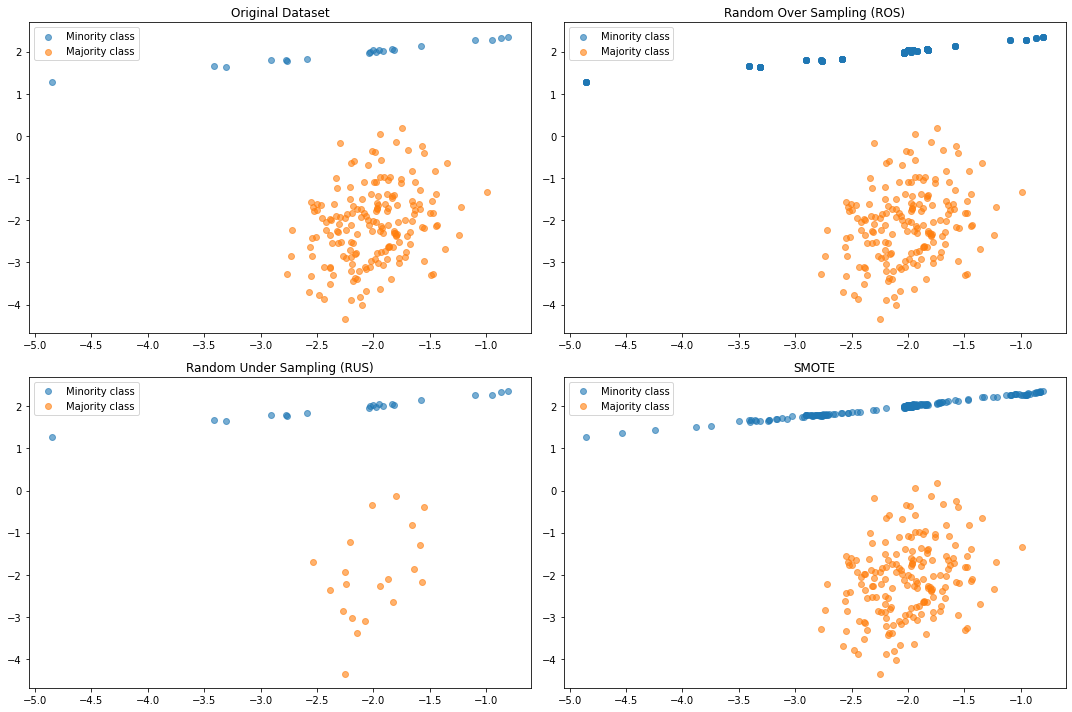 Original Dataset
Minority class
Majority class
2
1
0
−1
−2
−3
−4
−5.0 −4.5 −4.0 −3.5 −3.0 −2.5 −2.0 −1.5 −1.0
Random Over Sampling (ROS)
Minority class
Majority class
2
1
0
−1
−2
−3
−4
−5.0 −4.5 −4.0 −3.5 −3.0 −2.5 −2.0 −1.5 −1.0
Random Under Sampling (RUS)
Minority class
Majority class
2
1
0
−1
−2
−3
−4
−5.0 −4.5 −4.0 −3.5 −3.0 −2.5 −2.0 −1.5 −1.0
SMOTE
Minority class
Majority class
2
1
0
−1
−2
−3
−4
−5.0 −4.5 −4.0 −3.5 −3.0 −2.5 −2.0 −1.5 −1.0